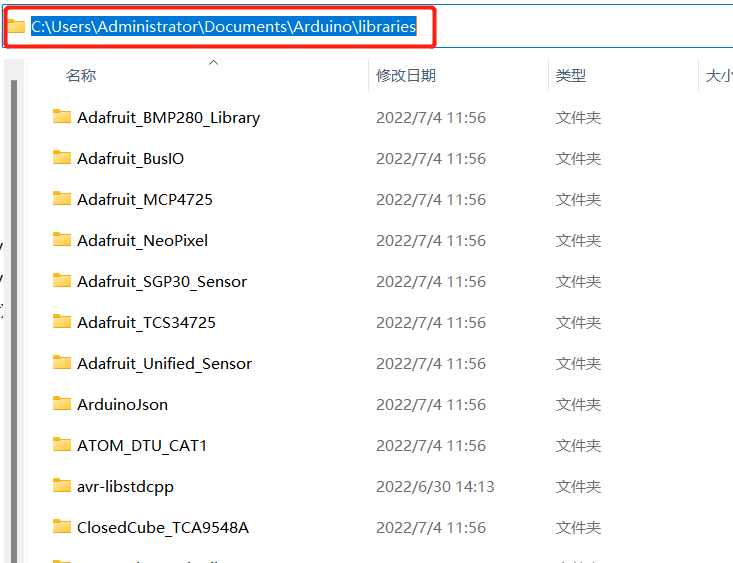 C:\Users\Administrator\Documents\Arduino\libraries
名称 修改日期 类型 大小
Adafruit_BMP280_Library 2022/7/4 11:56 文件夹
Adafruit_BusIO 2022/7/4 11:56 文件夹
Adafruit_MCP4725 2022/7/4 11:56 文件夹
Adafruit_NeoPixel 2022/7/4 11:56 文件夹
Adafruit_SGP30_Sensor 2022/7/4 11:56 文件夹
Adafruit_TCS34725 2022/7/4 11:56 文件夹
Adafruit_Unified_Sensor 2022/7/4 11:56 文件夹
ArduinoJson 2022/7/4 11:56 文件夹
ATOM_DTU_CAT1 2022/7/4 11:56 文件夹
avr-libstdcpp 2022/6/30 14:13 文件夹
ClosedCube_TCA9548A 2022/7/4 11:56 文件夹